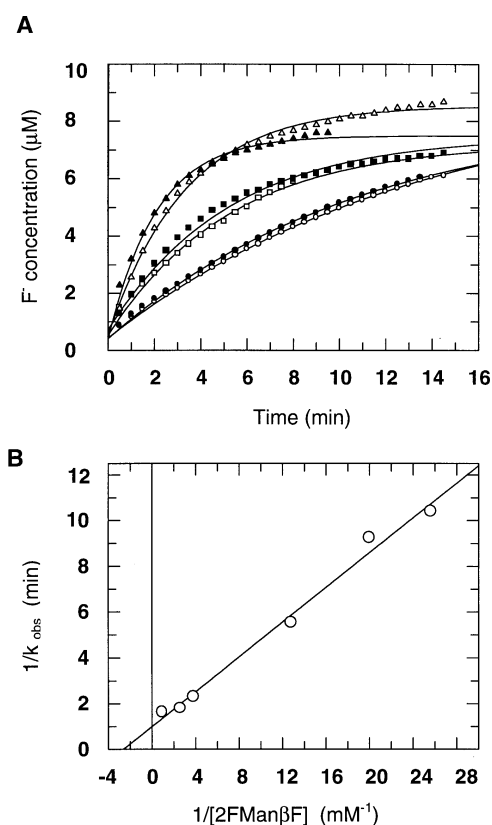 A
F⁻ concentration (μM)
10
8
6
4
2
0
0 2 4 6 8 10 12 14 16
Time (min)
B
1/k obs (min)
12
10
8
6
4
2
0
-4 0 4 8 12 16 20 24 28
1/[2FManβF] (mM⁻¹)